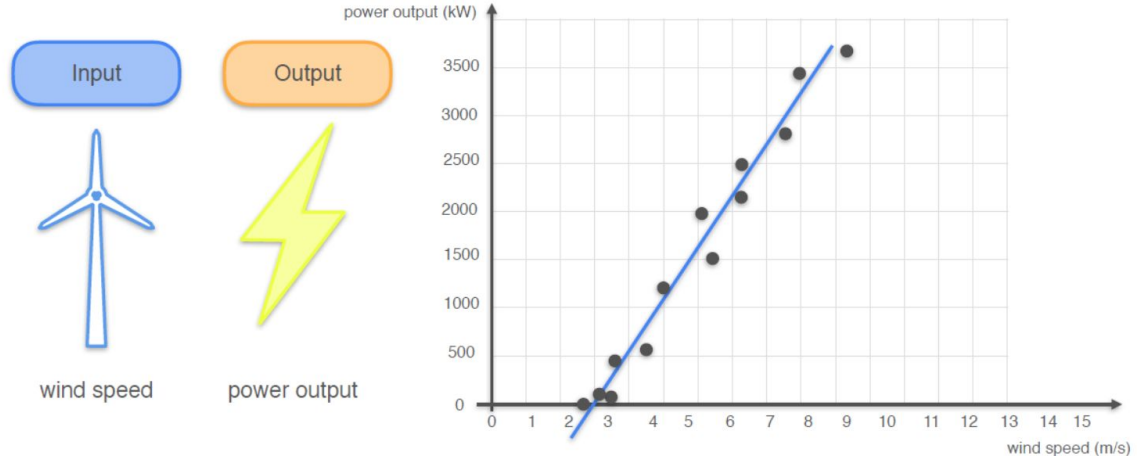 power output (kW)
Input
Output
3500
3000
2500
2000
1500
1000
500
0
0 1 2 3 4 5 6 7 8 9 10 11 12 13 14 15
wind speed
power output
wind speed (m/s)